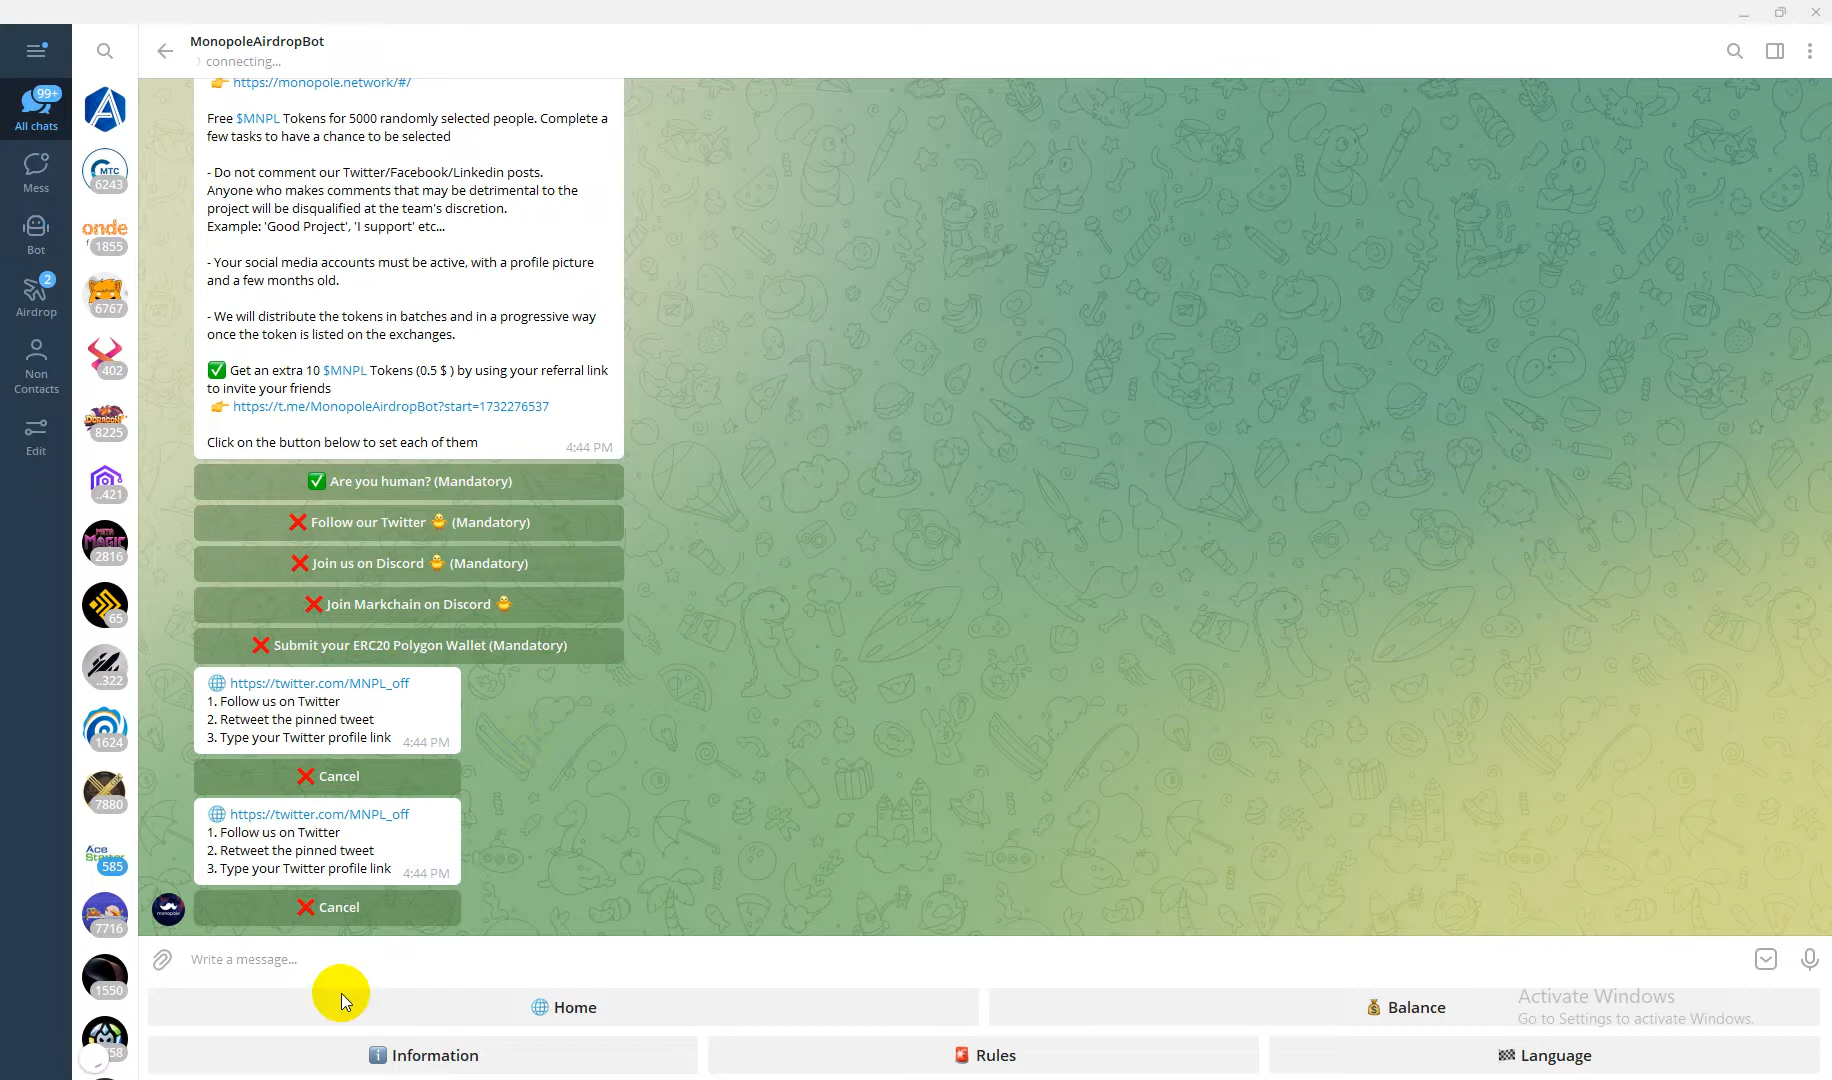 MonopoleAirdropBot
connecting...
All chats
99+
Mess
Bot
2
Airdrop
Non
Contacts
Edit
MTC
6243
onde
1855
6767
402
8225
..421
META
MAGIC
2816
65
..322
1624
7880
Ace
585
7716
1550
58
https://monopole.network/#/
Free $MNPL Tokens for 5000 randomly selected people. Complete a
few tasks to have a chance to be selected
- Do not comment our Twitter/Facebook/Linkedin posts.
Anyone who makes comments that may be detrimental to the
project will be disqualified at the team's discretion.
Example: 'Good Project', 'I support' etc...
- Your social media accounts must be active, with a profile picture
and a few months old.
- We will distribute the tokens in batches and in a progressive way
once the token is listed on the exchanges.
✅ Get an extra 10 $MNPL Tokens (0.5 $ ) by using your referral link
to invite your friends
👉 https://t.me/MonopoleAirdropBot?start=1732276537
Click on the button below to set each of them
4:44 PM
✅ Are you human? (Mandatory)
❌ Follow our Twitter 🐥 (Mandatory)
❌ Join us on Discord 🐥 (Mandatory)
❌ Join Markchain on Discord 🐥
❌ Submit your ERC20 Polygon Wallet (Mandatory)
🌐 https://twitter.com/MNPL_off
1. Follow us on Twitter
2. Retweet the pinned tweet
3. Type your Twitter profile link
4:44 PM
❌ Cancel
🌐 https://twitter.com/MNPL_off
1. Follow us on Twitter
2. Retweet the pinned tweet
3. Type your Twitter profile link
4:44 PM
monopole
❌ Cancel
Write a message...
🌐 Home
💰 Balance
Activate Windows
Go to Settings to activate Windows.
ℹ️ Information
🚨 Rules
🏁 Language